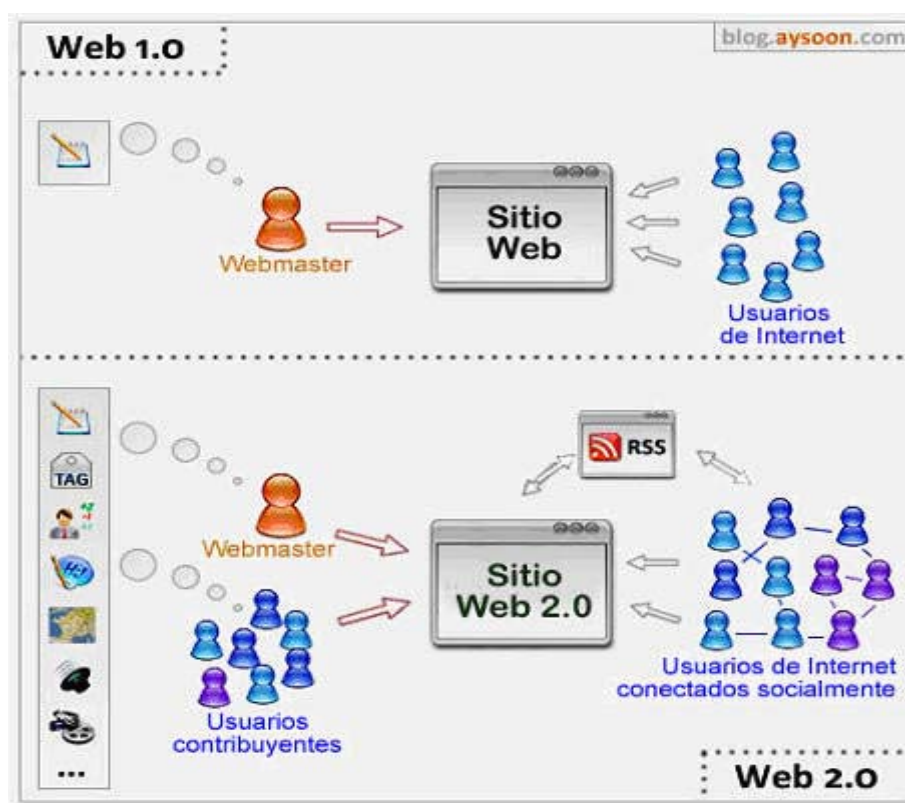 Web 1.0
blog.aysoon.com
Sitio
Web
Webmaster
Usuarios
de Internet
TAG
RSS
Webmaster
Sitio
Web 2.0
Usuarios
contribuyentes
Usuarios de Internet
conectados socialmente
...
Web 2.0